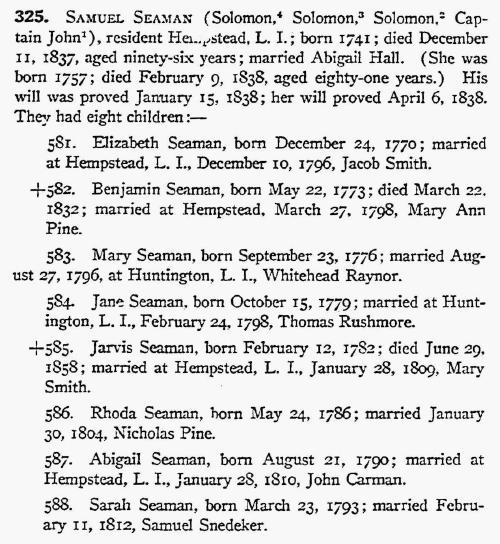 325. SAMUEL SEAMAN (Solomon,⁴ Solomon,³ Solomon,² Cap-
tain John¹), resident Hempstead, L. I.; born 1741; died December
11, 1837, aged ninety-six years; married Abigail Hall. (She was
born 1757; died February 9, 1838, aged eighty-one years.) His
will was proved January 15, 1838; her will proved April 6, 1838.
They had eight children:—
581. Elizabeth Seaman, born December 24, 1770; married
at Hempstead, L. I., December 10, 1796, Jacob Smith.
+582. Benjamin Seaman, born May 22, 1773; died March 22,
1832; married at Hempstead, March 27, 1798, Mary Ann
Pine.
583. Mary Seaman, born September 23, 1776; married Aug-
ust 27, 1796, at Huntington, L. I., Whitehead Raynor.
584. Jane Seaman, born October 15, 1779; married at Hunt-
ington, L. I., February 24, 1798, Thomas Rushmore.
+585. Jarvis Seaman, born February 12, 1782; died June 29,
1858; married at Hempstead, L. I., January 28, 1809, Mary
Smith.
586. Rhoda Seaman, born May 24, 1786; married January
30, 1804, Nicholas Pine.
587. Abigail Seaman, born August 21, 1790; married at
Hempstead, L. I., January 28, 1810, John Carman.
588. Sarah Seaman, born March 23, 1793; married Febru-
ary 11, 1812, Samuel Snedeker.